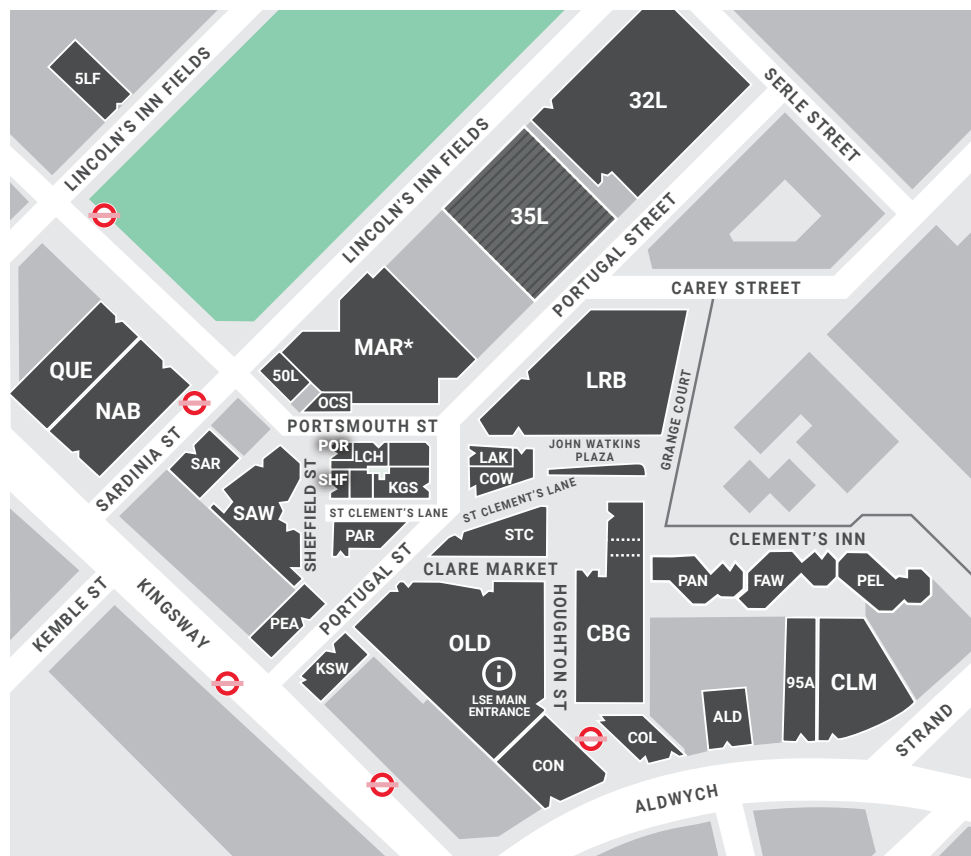 5LF
LINCOLN'S INN FIELDS
32L
SERLE STREET
LINCOLN'S INN FIELDS
35L
PORTUGAL STREET
CAREY STREET
MAR*
QUE
50L
LRB
NAB
OCS
GRANGE COURT
PORTSMOUTH ST
POR
LCH
JOHN WATKINS
PLAZA
SARDINIA ST
SAR
LAK
SHF
KGS
COW
SHEFFIELD ST
SAW
ST CLEMENT'S LANE
ST CLEMENT'S LANE
PAR
STC
CLEMENT'S INN
CLARE MARKET
PAN
FAW
PEL
PORTUGAL ST
KEMBLE ST
KINGSWAY
HOUGHTON ST
PEA
OLD
CBG
KSW
i
LSE MAIN
ENTRANCE
95A
CLM
ALD
COL
STRAND
CON
ALDWYCH